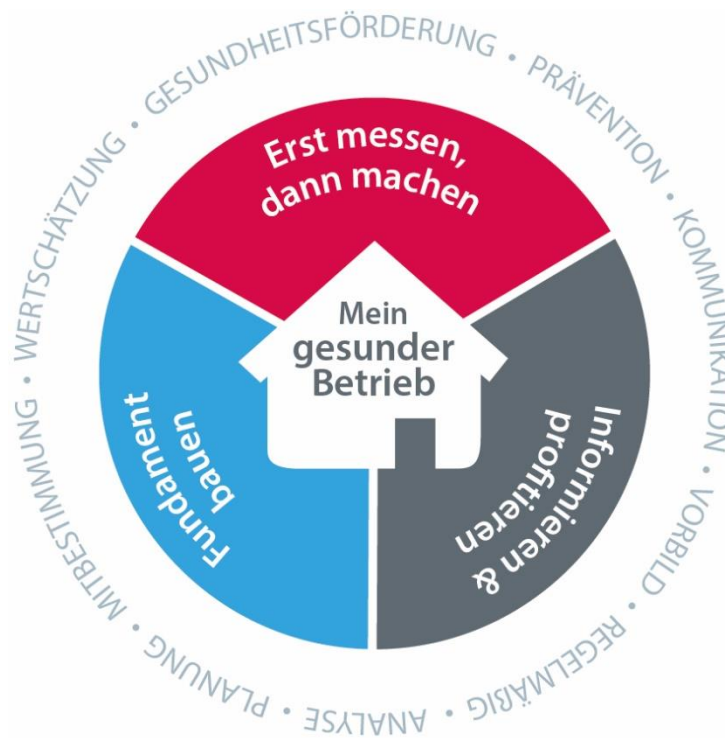 GESUNDHEITSFÖRDERUNG • PRÄVENTION • KOMMUNIKATION • VORBILD • REGELMÄßIG • ANALYSE • PLANUNG • MITBESTIMMUNG • WERTSCHÄTZUNG •
Erst messen,
dann machen
Mein
gesunder
Betrieb
Informieren &
profitieren
Fundament
bauen